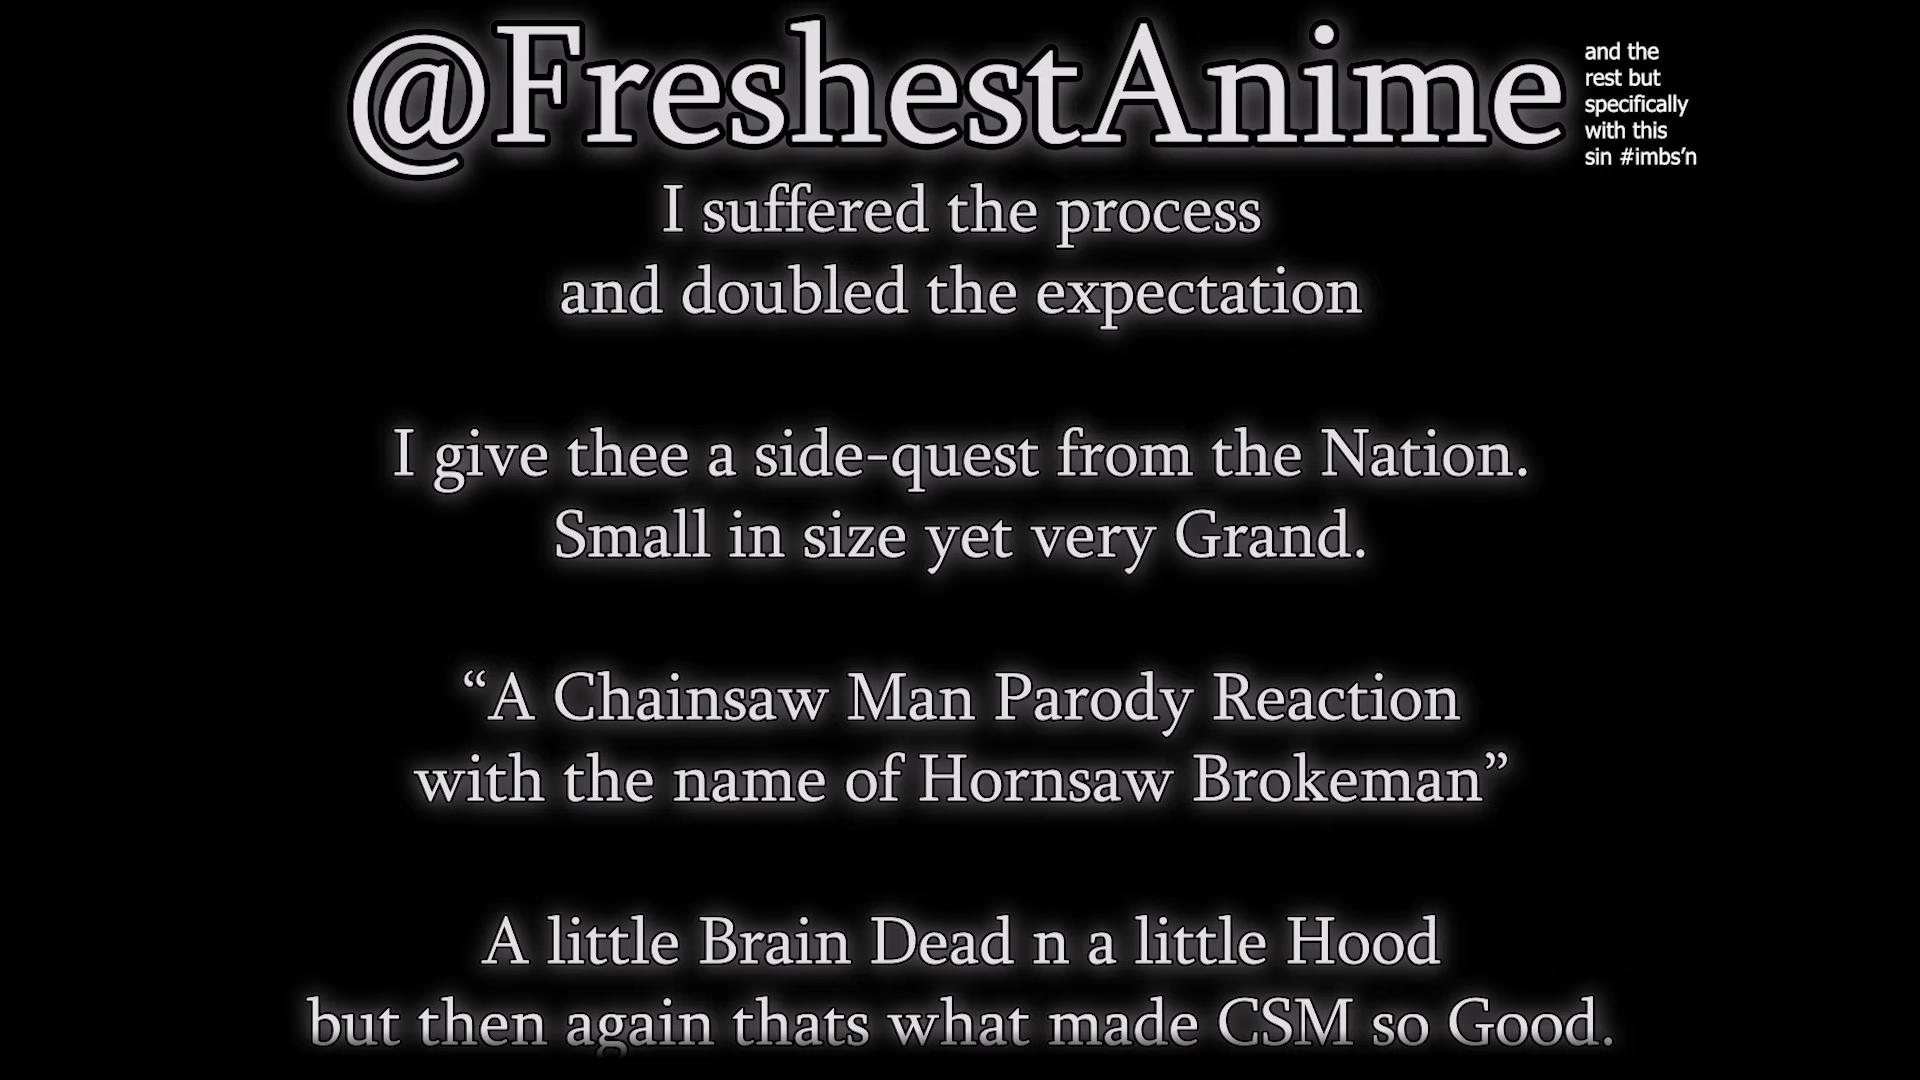 @FreshestAnime
and the
rest but
specifically
with this
sin #imbs’n
I suffered the process
and doubled the expectation
I give thee a side-quest from the Nation.
Small in size yet very Grand.
“A Chainsaw Man Parody Reaction
with the name of Hornsaw Brokeman”
A little Brain Dead n a little Hood
but then again thats what made CSM so Good.